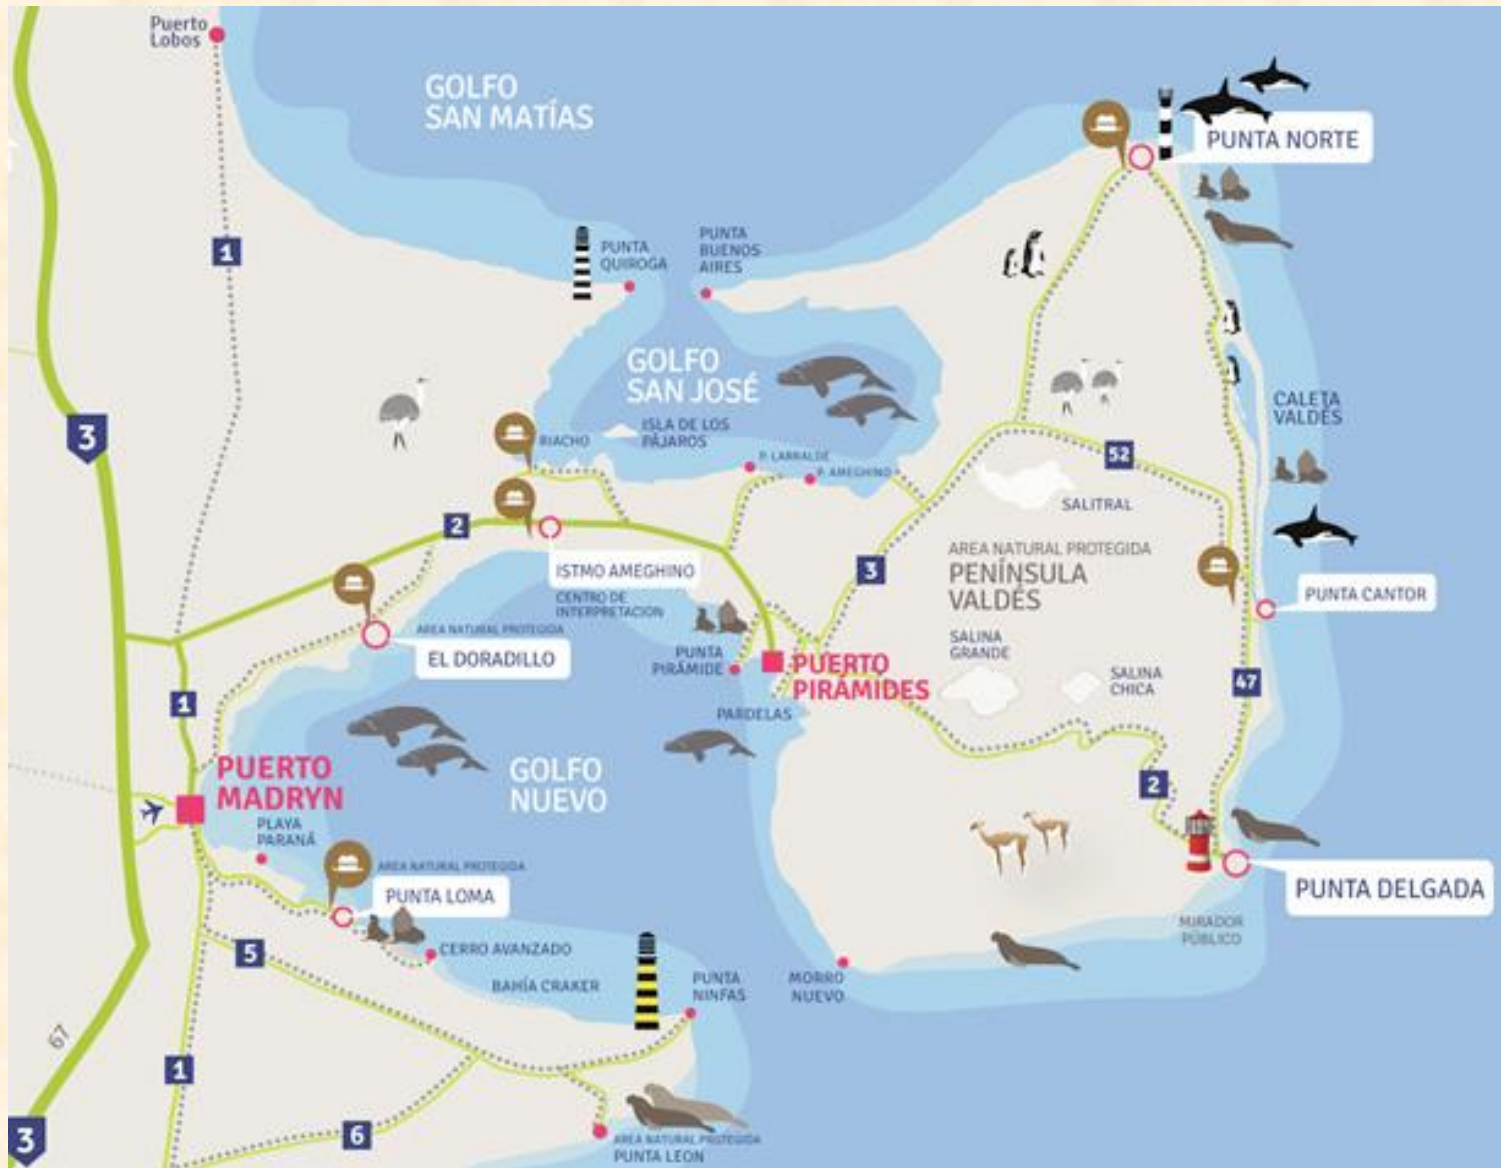 Puerto
Lobos
GOLFO
SAN MATÍAS
PUNTA NORTE
1
PUNTA
QUIROGA
PUNTA
BUENOS
AIRES
GOLFO
SAN JOSÉ
3
CALETA
VALDÉS
ISLA DE LOS
PÁJAROS
RIACHO
P. LARRALDE
P. AMEGHINO
52
SALITRAL
2
ISTMO AMEGHINO
CENTRO DE
INTERPRETACION
3
AREA NATURAL PROTEGIDA
PENÍNSULA
VALDÉS
PUNTA CANTOR
AREA NATURAL PROTEGIDA
EL DORADILLO
PUNTA
PIRÁMIDE
PUERTO
PIRÁMIDES
SALINA
GRANDE
SALINA
CHICA
47
1
PARDELAS
PUERTO
MADRYN
GOLFO
NUEVO
2
PLAYA
PARANÁ
AREA NATURAL PROTEGIDA
PUNTA LOMA
PUNTA DELGADA
MIRADOR
PÚBLICO
5
CERRO AVANZADO
BAHÍA CRAKER
PUNTA
NINFAS
MORRO
NUEVO
67
1
3
6
AREA NATURAL PROTEGIDA
PUNTA LEON